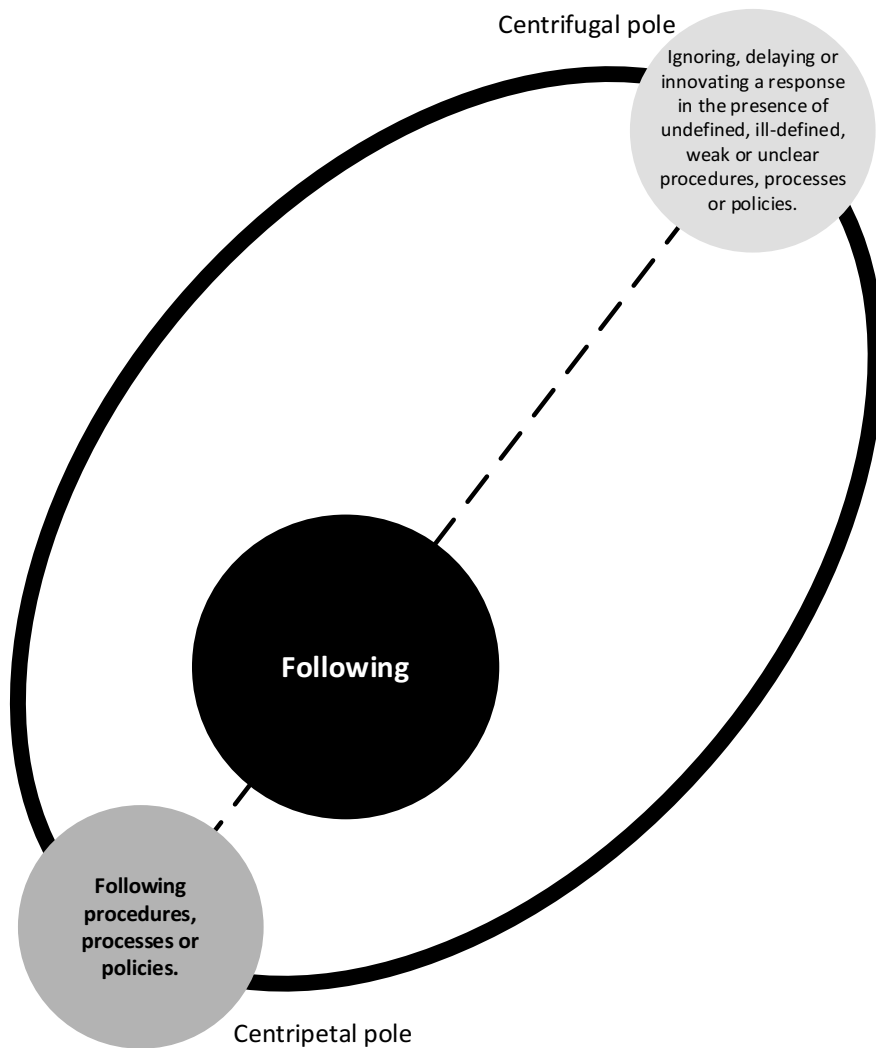 Centrifugal pole
Ignoring, delaying or
innovating a response
in the presence of
undefined, ill-defined,
weak or unclear
procedures, processes
or policies.
Following
Following
procedures,
processes or
policies.
Centripetal pole